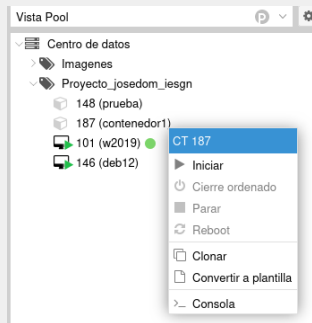 Vista Pool
Centro de datos
Imagenes
Proyecto_josedom_iesgn
148 (prueba)
187 (contenedor1)
101 (w2019)
146 (deb12)
CT 187
Iniciar
Cierre ordenado
Parar
Reboot
Clonar
Convertir a plantilla
Consola